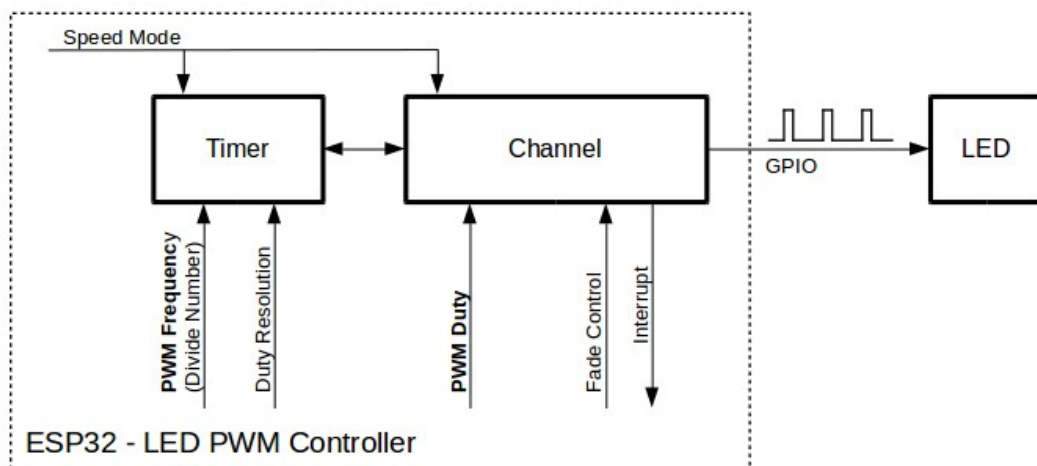 Speed Mode
Timer
Channel
LED
GPIO
PWM Frequency
(Divide Number)
Duty Resolution
PWM Duty
Fade Control
Interrupt
ESP32 - LED PWM Controller